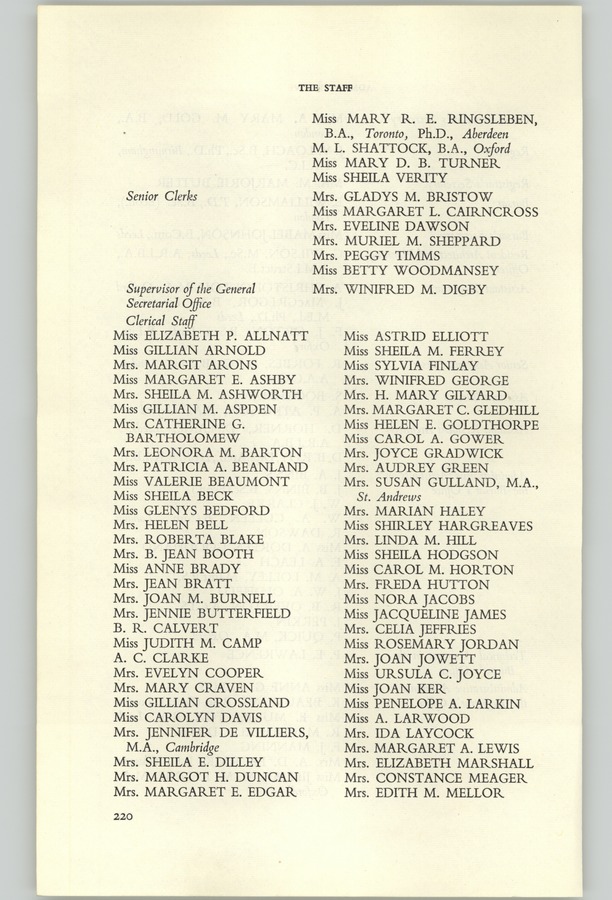 THE STAFF
Miss MARY R. E. RINGSLEBEN,
B.A., Toronto, Ph.D., Aberdeen
M. L. SHATTOCK, B.A., Oxford
Miss MARY D. B. TURNER
Miss SHEILA VERITY
Senior Clerks
Mrs. GLADYS M. BRISTOW
Miss MARGARET L. CAIRNCROSS
Mrs. EVELINE DAWSON
Mrs. MURIEL M. SHEPPARD
Mrs. PEGGY TIMMS
Miss BETTY WOODMANSEY
Supervisor of the General
Secretarial Office
Mrs. WINIFRED M. DIGBY
Clerical Staff
Miss ELIZABETH P. ALLNATT
Miss GILLIAN ARNOLD
Mrs. MARGIT ARONS
Miss MARGARET E. ASHBY
Mrs. SHEILA M. ASHWORTH
Miss GILLIAN M. ASPDEN
Mrs. CATHERINE G.
BARTHOLOMEW
Mrs. LEONORA M. BARTON
Mrs. PATRICIA A. BEANLAND
Miss VALERIE BEAUMONT
Miss SHEILA BECK
Miss GLENYS BEDFORD
Mrs. HELEN BELL
Mrs. ROBERTA BLAKE
Mrs. B. JEAN BOOTH
Miss ANNE BRADY
Mrs. JEAN BRATT
Mrs. JOAN M. BURNELL
Mrs. JENNIE BUTTERFIELD
B. R. CALVERT
Miss JUDITH M. CAMP
A. C. CLARKE
Mrs. EVELYN COOPER
Mrs. MARY CRAVEN
Miss GILLIAN CROSSLAND
Miss CAROLYN DAVIS
Mrs. JENNIFER DE VILLIERS,
M.A., Cambridge
Mrs. SHEILA E. DILLEY
Mrs. MARGOT H. DUNCAN
Mrs. MARGARET E. EDGAR
Miss ASTRID ELLIOTT
Miss SHEILA M. FERREY
Miss SYLVIA FINLAY
Mrs. WINIFRED GEORGE
Mrs. H. MARY GILYARD
Mrs. MARGARET C. GLEDHILL
Miss HELEN E. GOLDTHORPE
Miss CAROL A. GOWER
Mrs. JOYCE GRADWICK
Mrs. AUDREY GREEN
Mrs. SUSAN GULLAND, M.A.,
St. Andrews
Mrs. MARIAN HALEY
Miss SHIRLEY HARGREAVES
Mrs. LINDA M. HILL
Miss SHEILA HODGSON
Miss CAROL M. HORTON
Mrs. FREDA HUTTON
Miss NORA JACOBS
Miss JACQUELINE JAMES
Mrs. CELIA JEFFRIES
Miss ROSEMARY JORDAN
Mrs. JOAN JOWETT
Miss URSULA C. JOYCE
Miss JOAN KER
Miss PENELOPE A. LARKIN
Miss A. LARWOOD
Mrs. IDA LAYCOCK
Mrs. MARGARET A. LEWIS
Mrs. ELIZABETH MARSHALL
Mrs. CONSTANCE MEAGER
Mrs. EDITH M. MELLOR
220